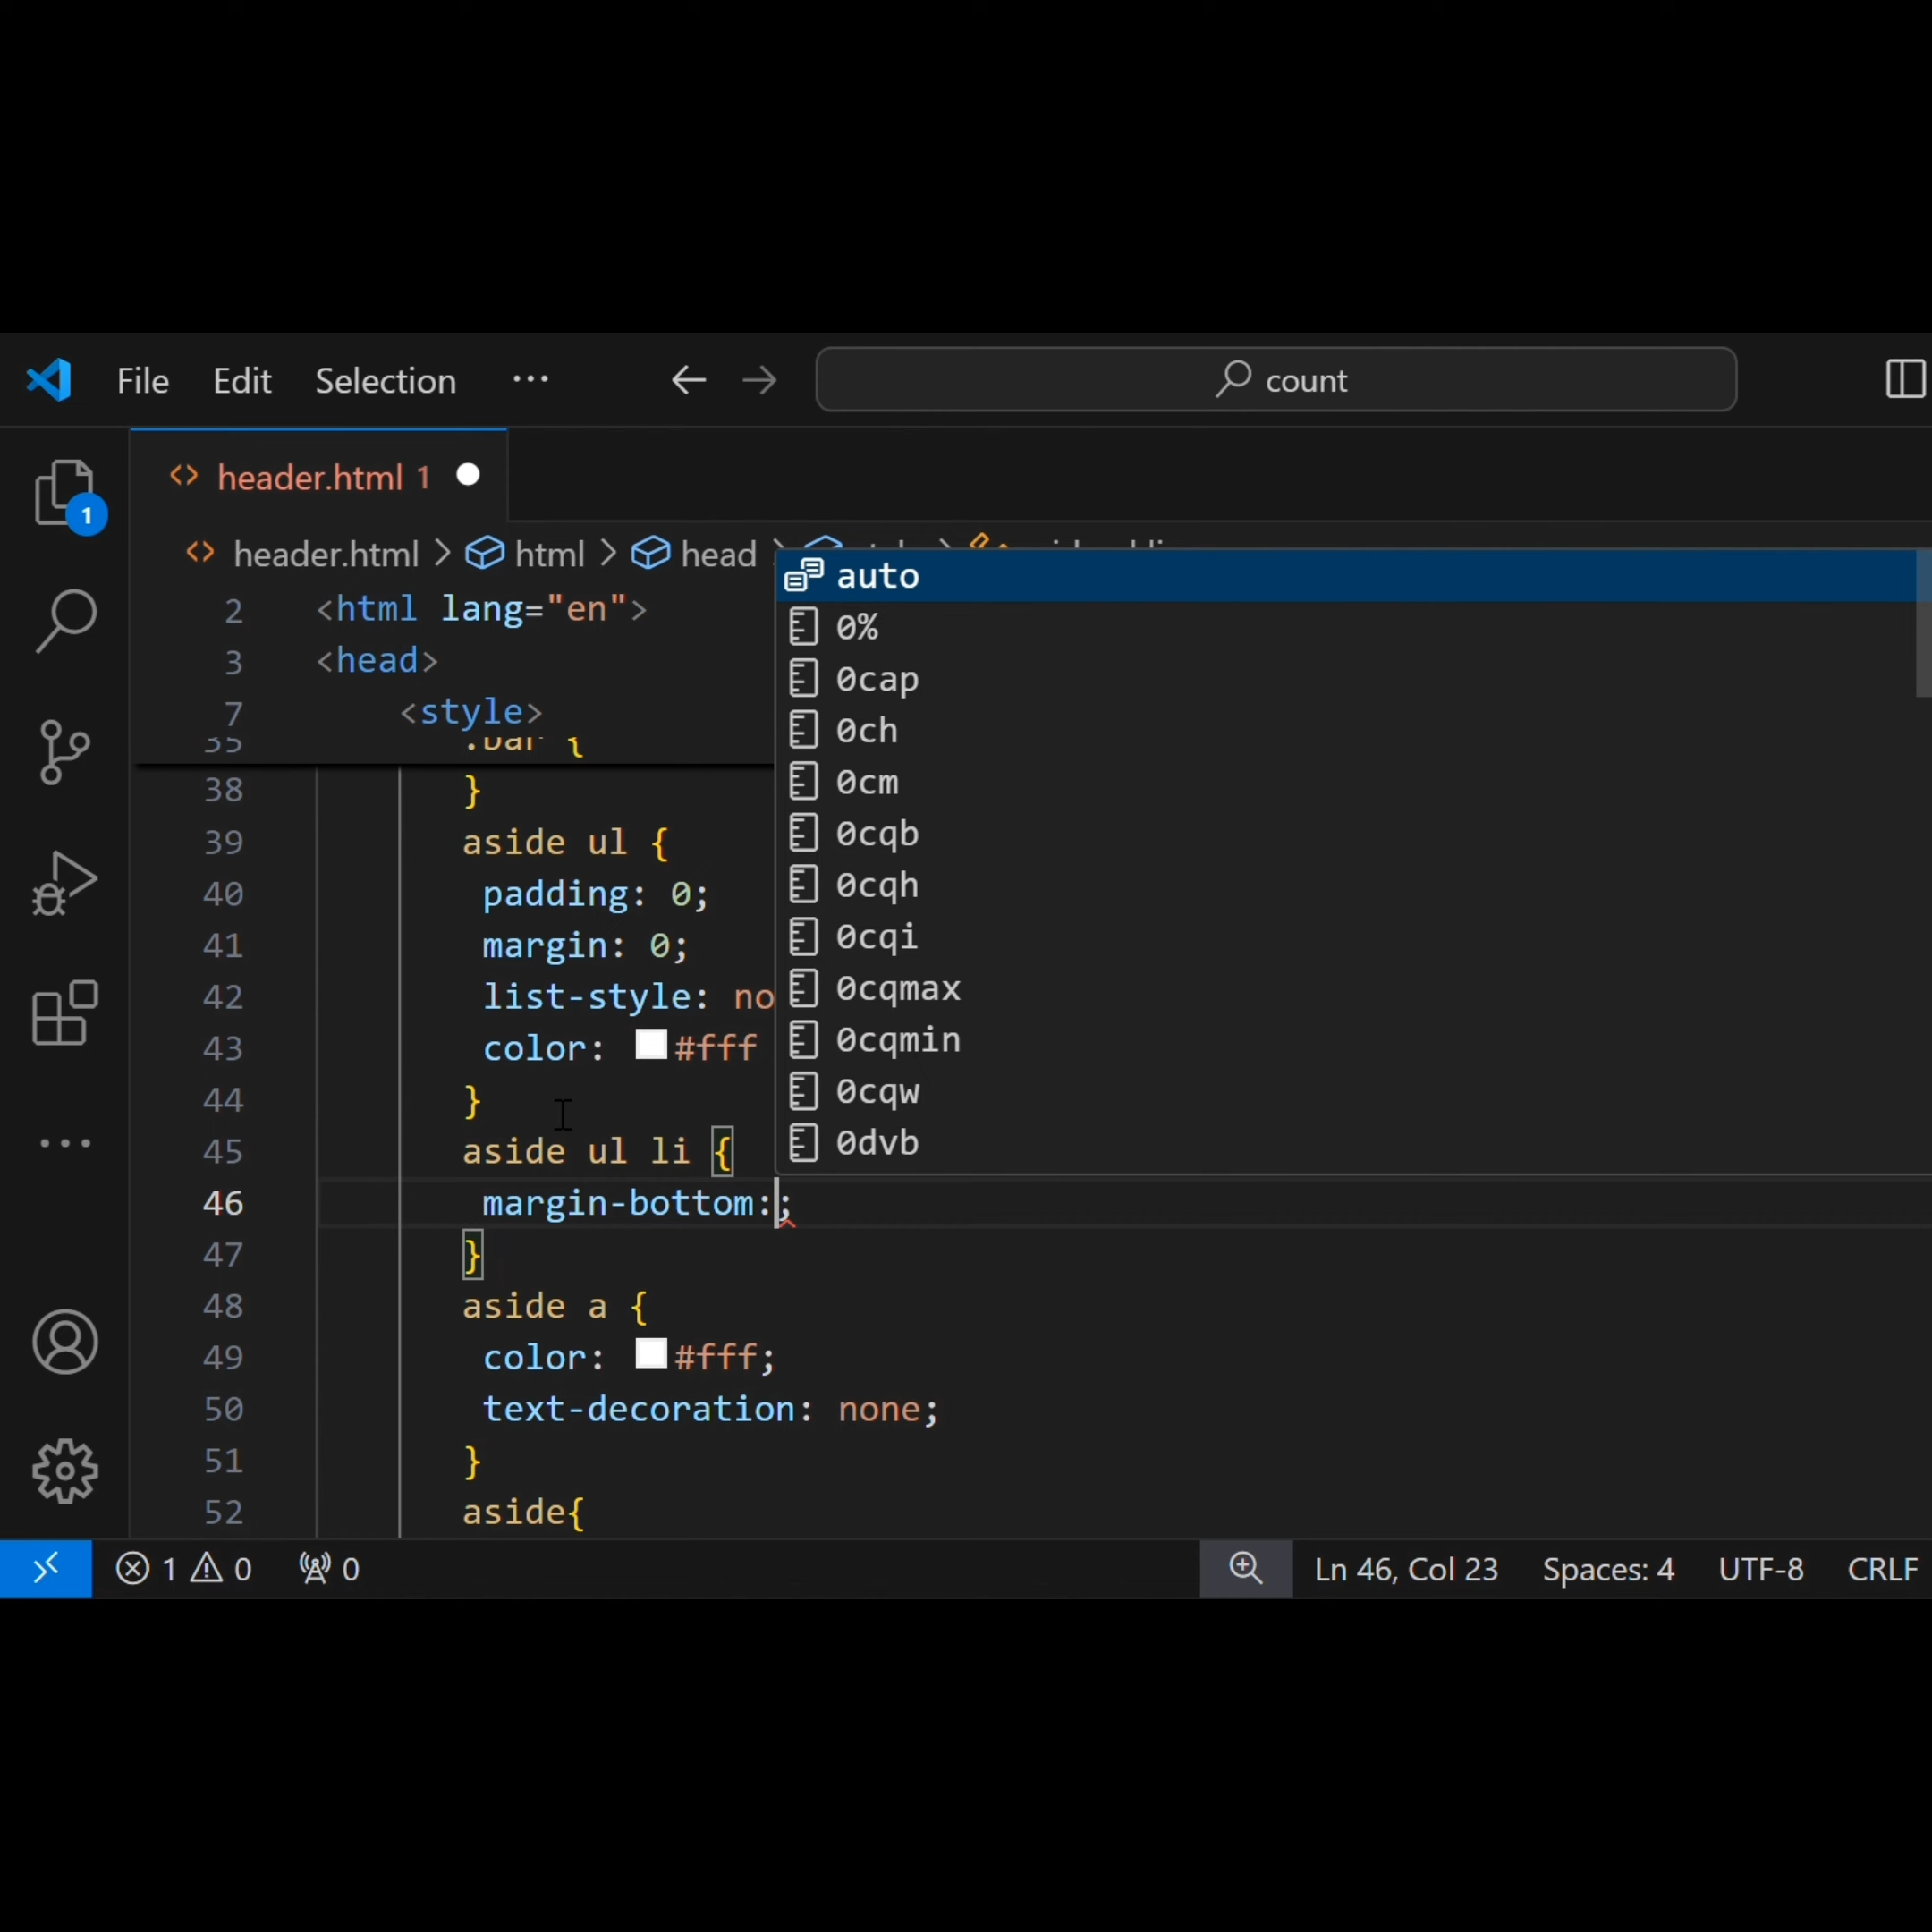 File Edit Selection ··· count
header.html 1
1
header.html > html > head >
2 <html lang="en">
3 <head>
7 <style>
38 }
39 aside ul {
40 padding: 0;
41 margin: 0;
42 list-style: no
43 color: #fff
44 }
45 aside ul li {
46 margin-bottom:;
47 }
48 aside a {
49 color: #fff;
50 text-decoration: none;
51 }
52 aside{
auto
0%
0cap
0ch
0cm
0cqb
0cqh
0cqi
0cqmax
0cqmin
0cqw
0dvb
1 0 0 Ln 46, Col 23 Spaces: 4 UTF-8 CRLF